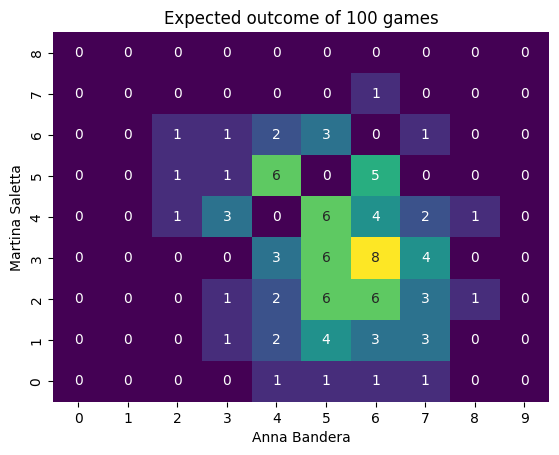 Expected outcome of 100 games
Martina Saletta
8 0 0 0 0 0 0 0 0 0 0
7 0 0 0 0 0 0 1 0 0 0
6 0 0 1 1 2 3 0 1 0 0
5 0 0 1 1 6 0 5 0 0 0
4 0 0 1 3 0 6 4 2 1 0
3 0 0 0 0 3 6 8 4 0 0
2 0 0 0 1 2 6 6 3 1 0
1 0 0 0 1 2 4 3 3 0 0
0 0 0 0 0 1 1 1 1 0 0
0 1 2 3 4 5 6 7 8 9
Anna Bandera